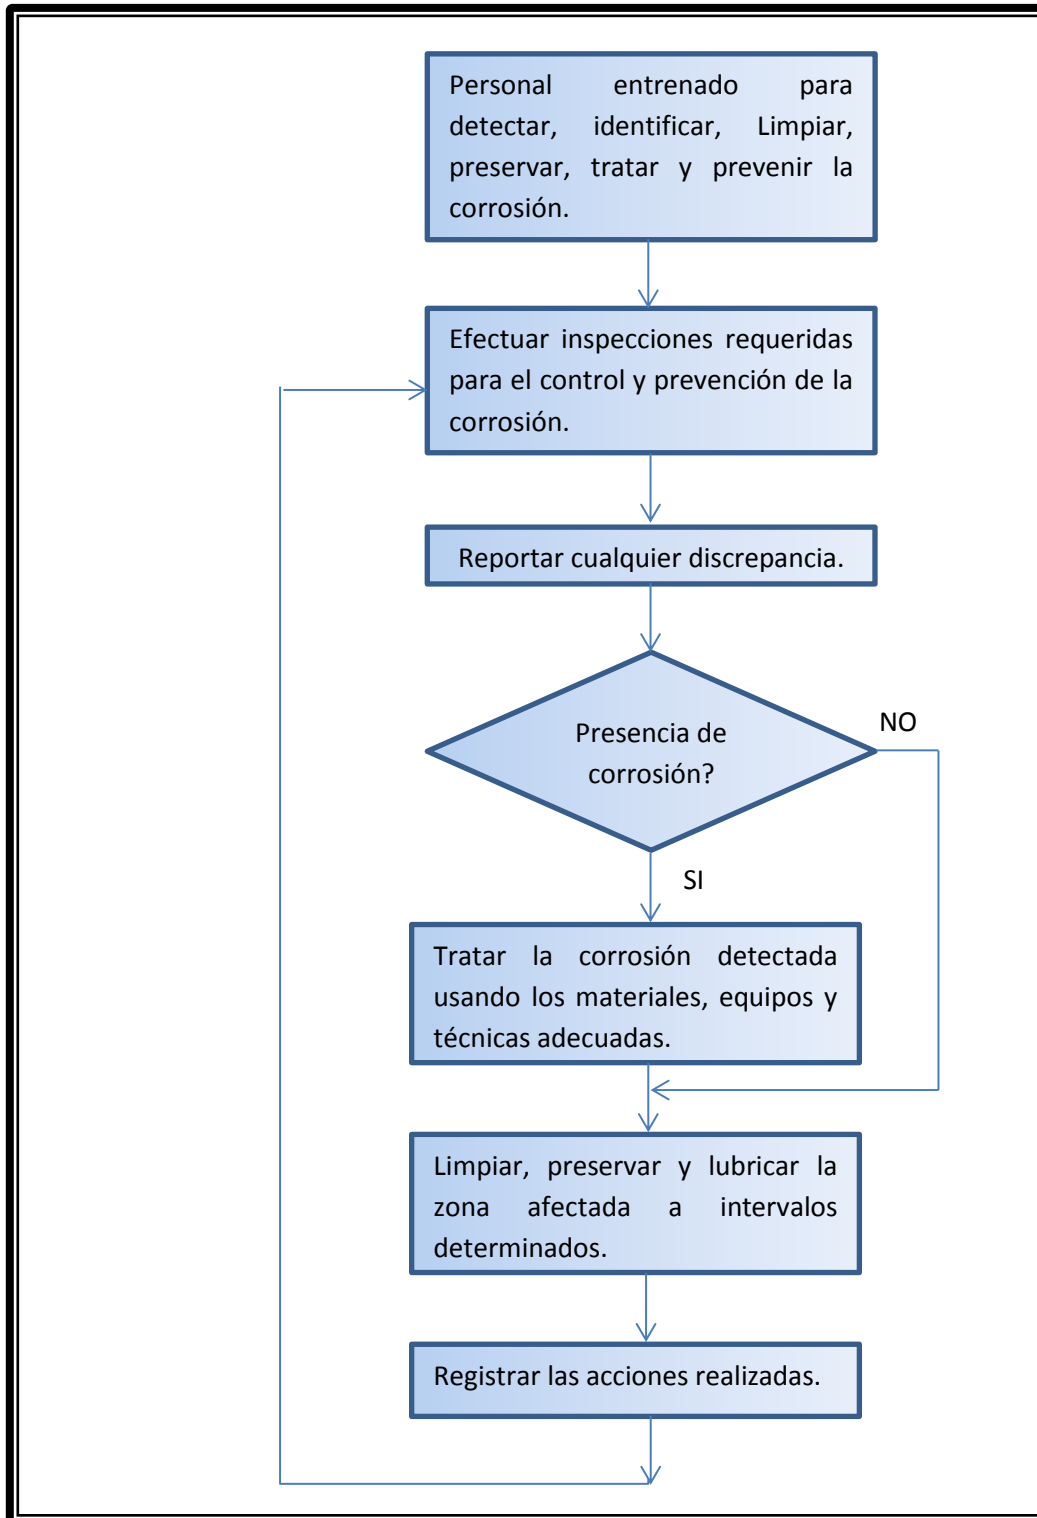 Personal entrenado para
detectar, identificar, Limpiar,
preservar, tratar y prevenir la
corrosión.
Efectuar inspecciones requeridas
para el control y prevención de la
corrosión.
Reportar cualquier discrepancia.
Presencia de
corrosión?
NO
SI
Tratar la corrosión detectada
usando los materiales, equipos y
técnicas adecuadas.
Limpiar, preservar y lubricar la
zona afectada a intervalos
determinados.
Registrar las acciones realizadas.